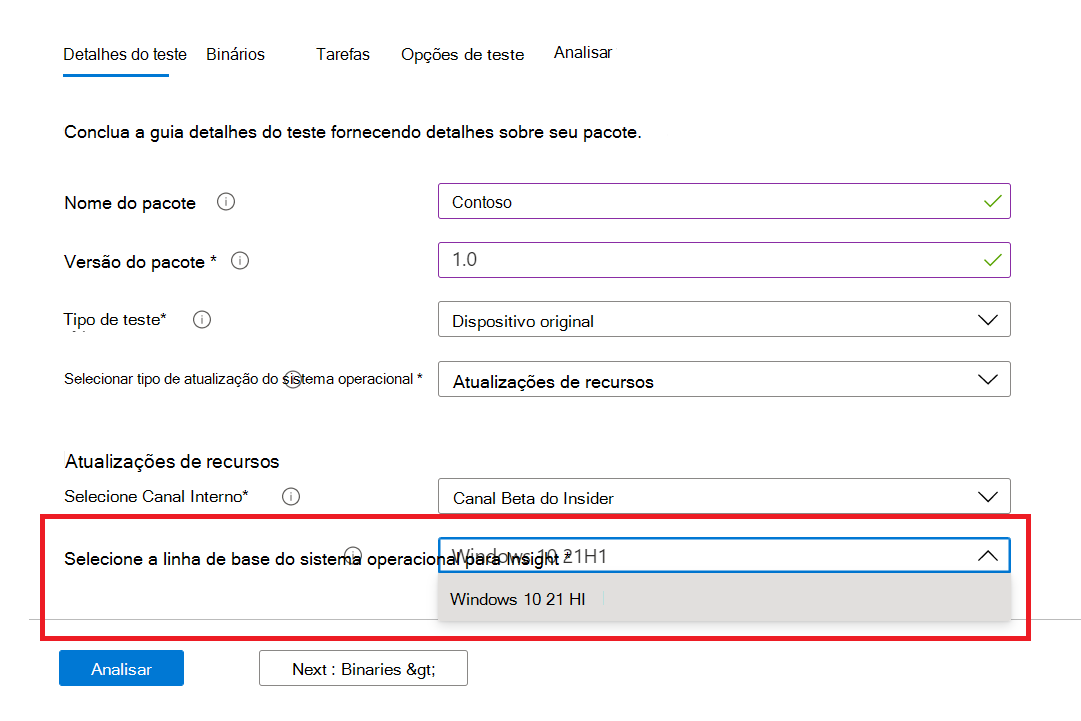 Detalhes do teste Binários Tarefas Opções de teste Analisar
Conclua a guia detalhes do teste fornecendo detalhes sobre seu pacote.
Nome do pacote Contoso
Versão do pacote * 1.0
Tipo de teste* Dispositivo original
Selecionar tipo de atualização do sistema operacional * Atualizações de recursos
Atualizações de recursos
Selecione Canal Interno* Canal Beta do Insider
Selecione a linha de base do sistema operacional para Insight * Windows 10 21H1
Windows 10 21 HI
Analisar Next : Binaries &gt;